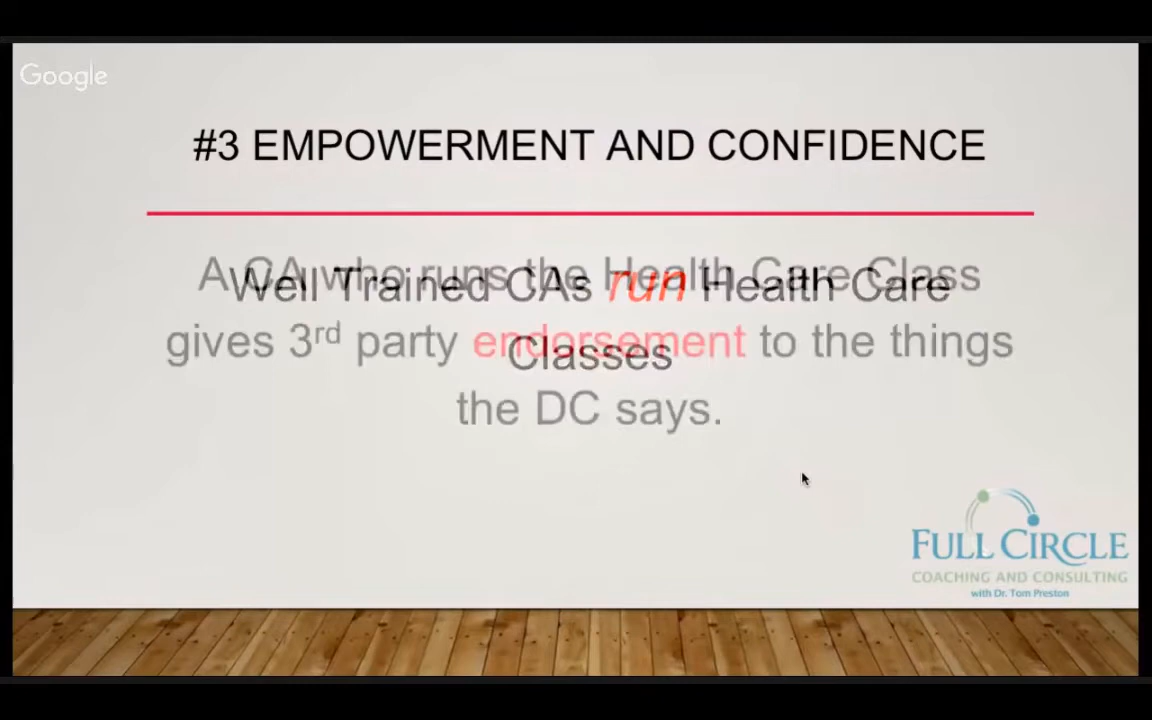 Google
#3 EMPOWERMENT AND CONFIDENCE
Well Trained CAs run Health Care
Classes
A CA who runs the Health Care Class
gives 3rd party endorsement to the things
the DC says.
FULL CIRCLE
COACHING AND CONSULTING
with Dr. Tom Preston